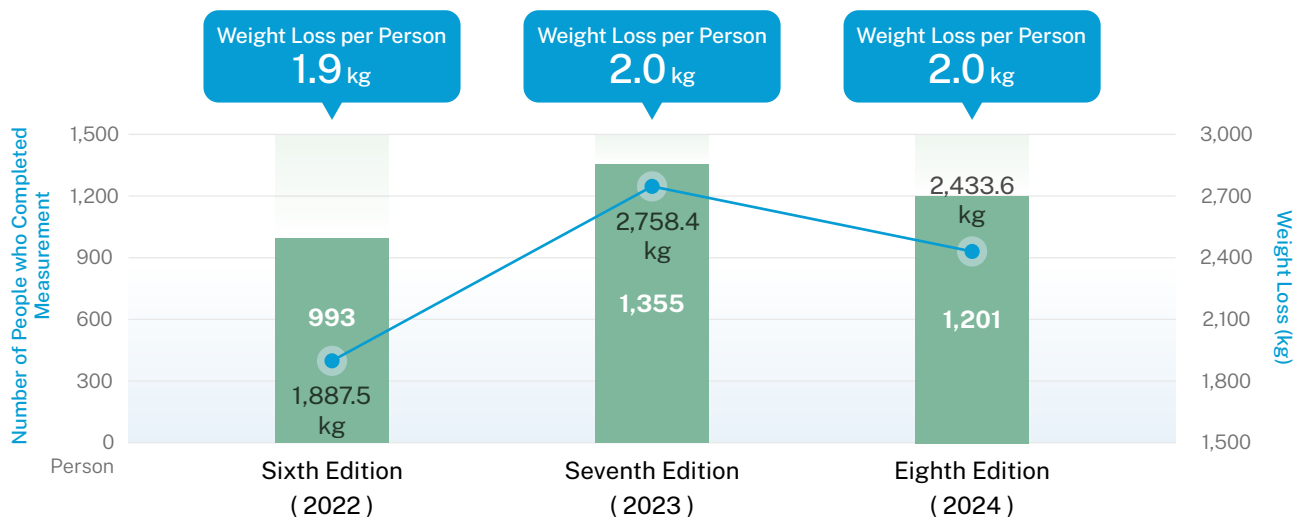 Weight Loss per Person
1.9 kg
Weight Loss per Person
2.0 kg
Weight Loss per Person
2.0 kg
Number of People who Completed
Measurement
1,500
1,200
900
600
300
0
Person
993
1,887.5
kg
2,758.4
kg
1,355
2,433.6
kg
1,201
3,000
2,700
2,400
2,100
1,800
1,500
Weight Loss (kg)
Sixth Edition
( 2022 )
Seventh Edition
( 2023 )
Eighth Edition
( 2024 )